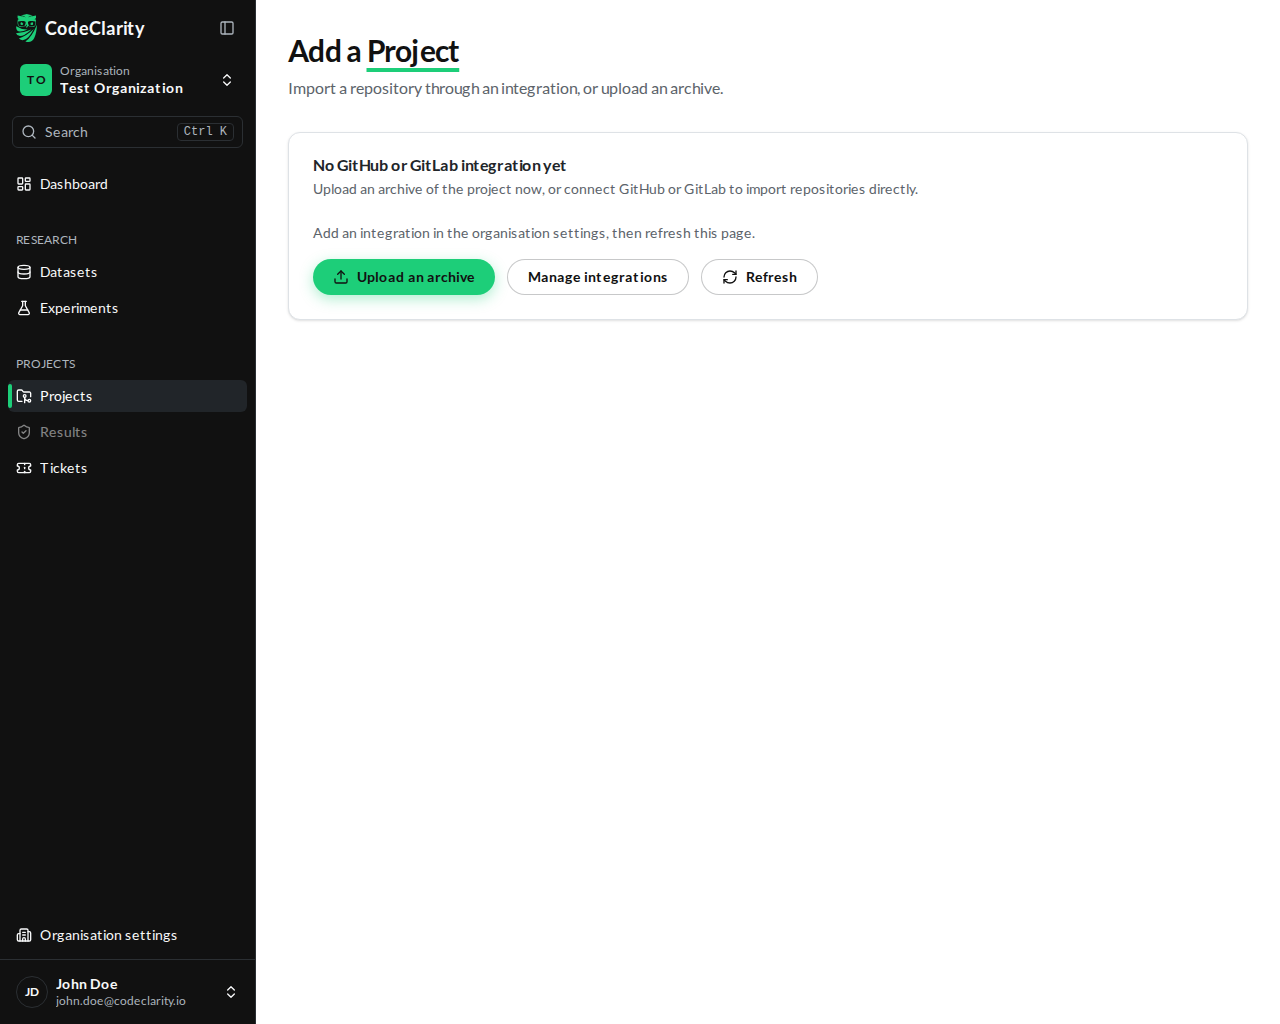 CodeClarity
TO
Organisation
Test Organization
Search
Ctrl K
Dashboard
RESEARCH
Datasets
Experiments
PROJECTS
Projects
Results
Tickets
Organisation settings
JD
John Doe
john.doe@codeclarity.io
Add a Project
Import a repository through an integration, or upload an archive.
No GitHub or GitLab integration yet
Upload an archive of the project now, or connect GitHub or GitLab to import repositories directly.
Add an integration in the organisation settings, then refresh this page.
Upload an archive
Manage integrations
Refresh